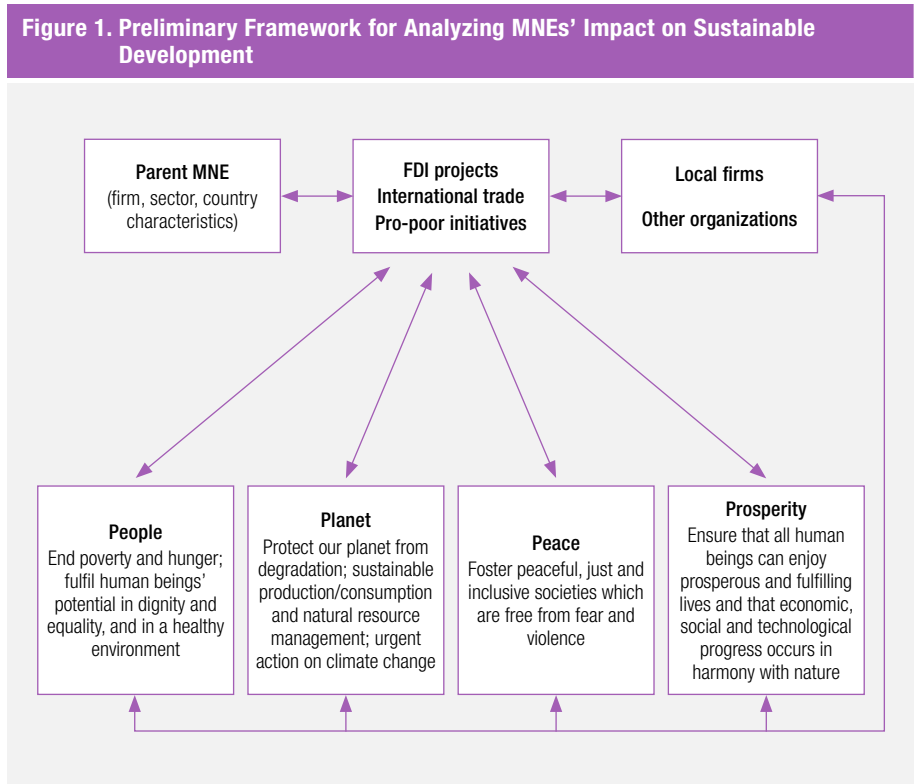 Figure 1. Preliminary Framework for Analyzing MNEs' Impact on Sustainable
Development
Parent MNE
(firm, sector, country
characteristics)
FDI projects
International trade
Pro-poor initiatives
Local firms
Other organizations
People
End poverty and hunger;
fulfil human beings'
potential in dignity and
equality, and in a healthy
environment
Planet
Protect our planet from
degradation; sustainable
production/consumption
and natural resource
management; urgent
action on climate change
Peace
Foster peaceful, just and
inclusive societies which
are free from fear and
violence
Prosperity
Ensure that all human
beings can enjoy
prosperous and fulfilling
lives and that economic,
social and technological
progress occurs in
harmony with nature